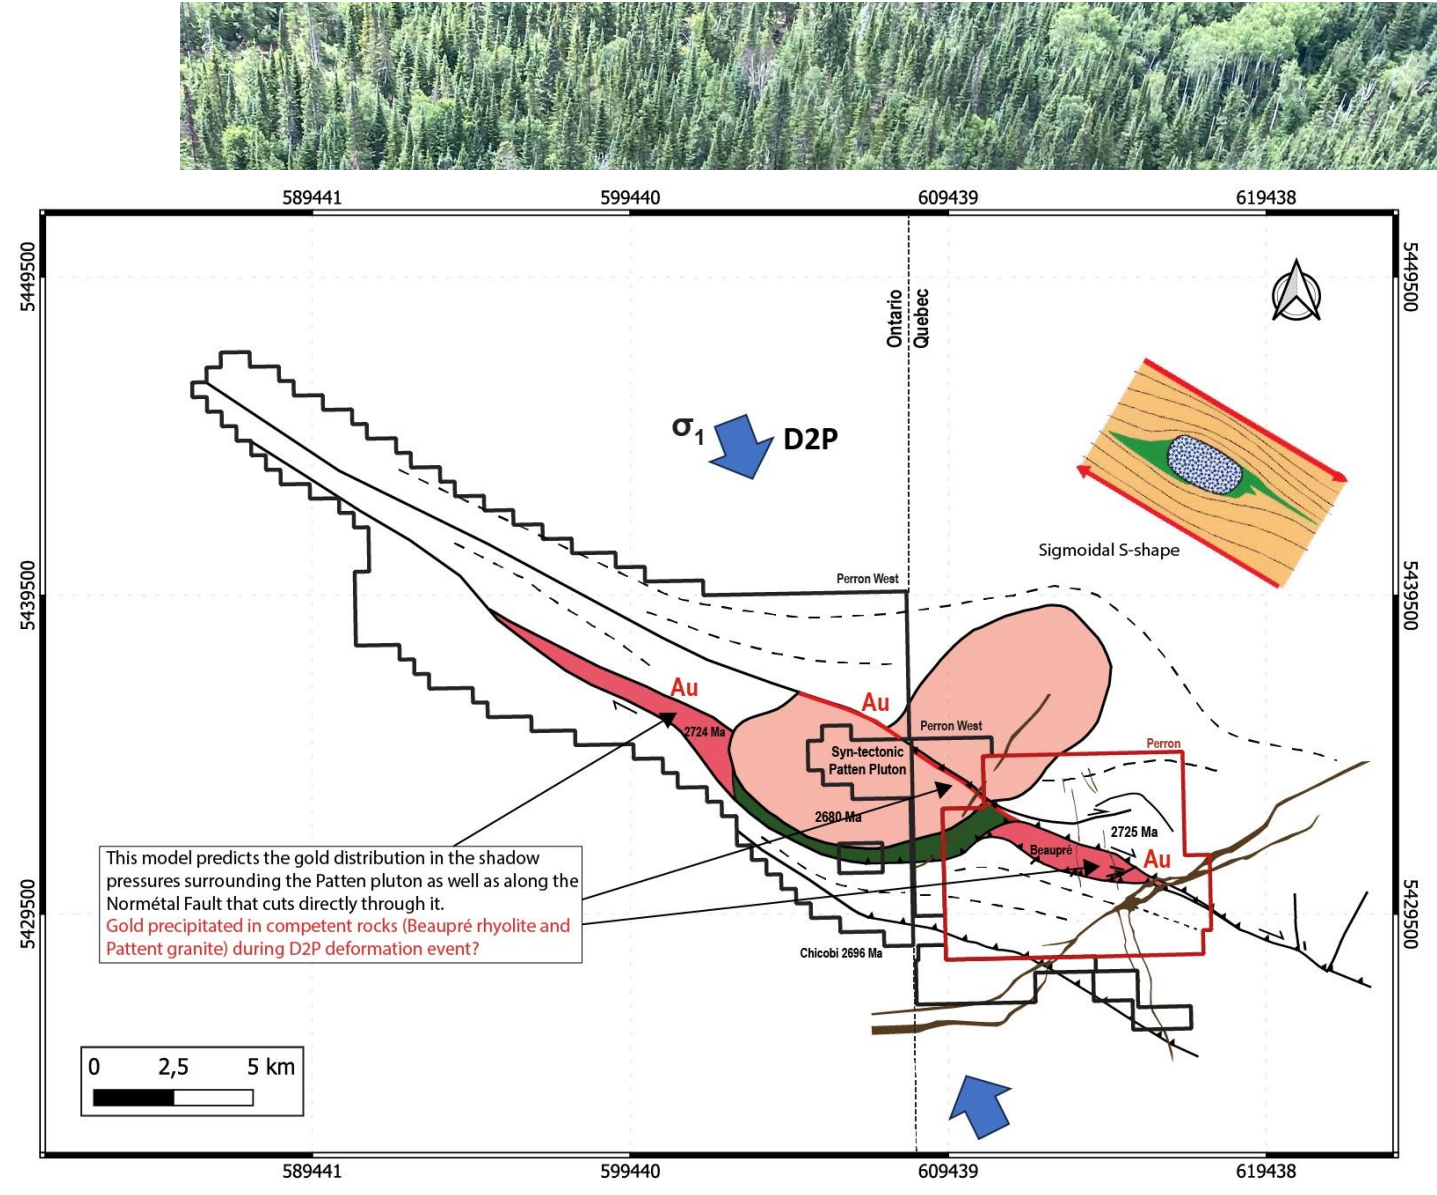 589441
599440
609439
619438
5449500
5449500
Ontario
Quebec
σ1
D2P
Sigmoidal S-shape
Perron West
5439500
5439500
Au
Au
2724 Ma
Perron West
Perron
Syn-tectonic
Patten Pluton
2680 Ma
2725 Ma
Beaupré
Au
This model predicts the gold distribution in the shadow
pressures surrounding the Patten pluton as well as along the
Normétal Fault that cuts directly through it.
Gold precipitated in competent rocks (Beaupré rhyolite and
Pattent granite) during D2P deformation event?
5429500
5429500
Chicobi 2696 Ma
0 2,5 5 km
589441
599440
609439
619438